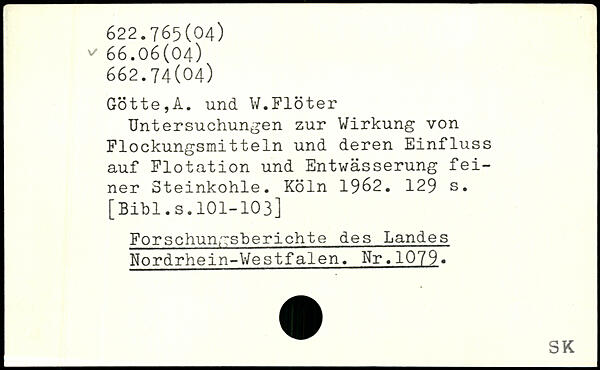 622.765(04)
✓ 66.06(04)
662.74(04)
Götte,A. und W.Flöter
Untersuchungen zur Wirkung von
Flockungsmitteln und deren Einfluss
auf Flotation und Entwässerung fei-
ner Steinkohle. Köln 1962. 129 s.
[Bibl.s.101-103]
Forschungsberichte des Landes
Nordrhein-Westfalen. Nr.1079.
SK